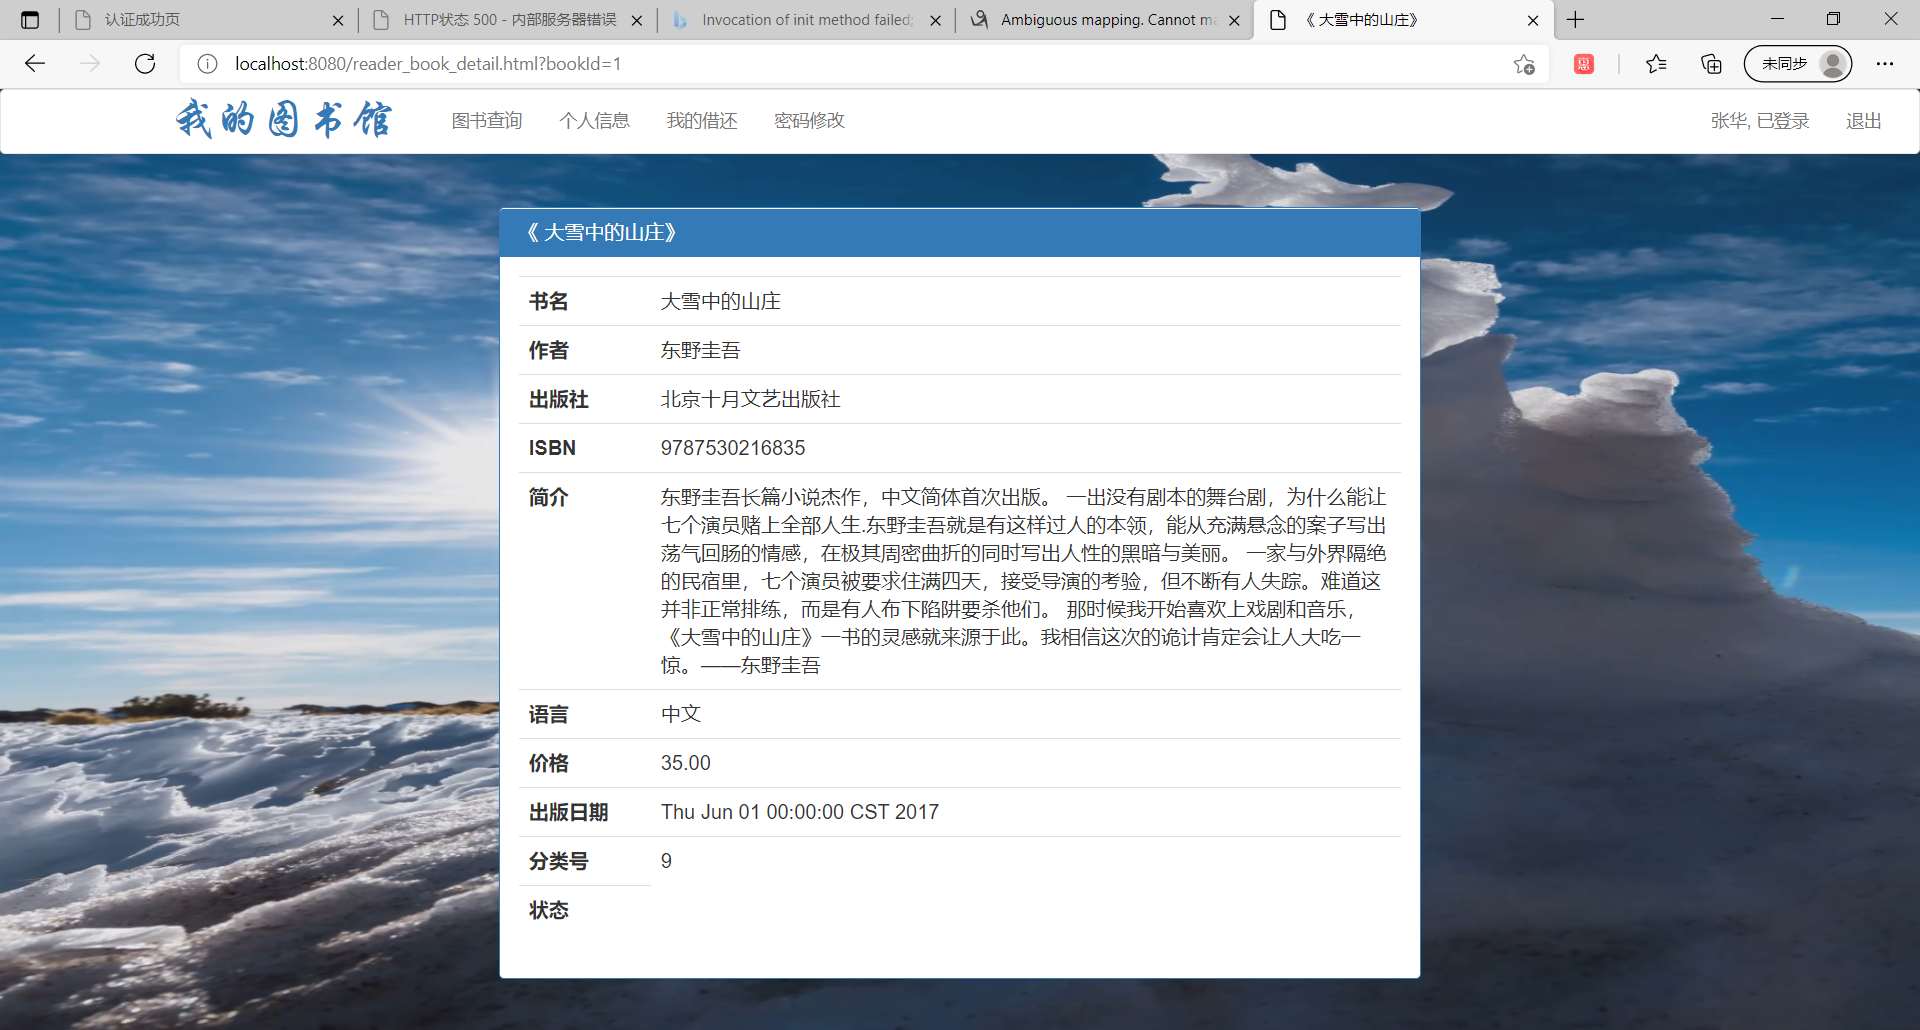 认证成功页
HTTP状态 500 - 内部服务器错误
Invocation of init method failed;
Ambiguous mapping. Cannot ma
《 大雪中的山庄》
localhost:8080/reader_book_detail.html?bookId=1
惠
未同步
我的图书馆
图书查询
个人信息
我的借还
密码修改
张华, 已登录
退出
《 大雪中的山庄》
书名 大雪中的山庄
作者 东野圭吾
出版社 北京十月文艺出版社
ISBN 9787530216835
简介 东野圭吾长篇小说杰作，中文简体首次出版。 一出没有剧本的舞台剧，为什么能让
七个演员赌上全部人生.东野圭吾就是有这样过人的本领，能从充满悬念的案子写出
荡气回肠的情感，在极其周密曲折的同时写出人性的黑暗与美丽。 一家与外界隔绝
的民宿里，七个演员被要求住满四天，接受导演的考验，但不断有人失踪。难道这
并非正常排练，而是有人布下陷阱要杀他们。 那时候我开始喜欢上戏剧和音乐，
《大雪中的山庄》一书的灵感就来源于此。我相信这次的诡计肯定会让人大吃一
惊。——东野圭吾
语言 中文
价格 35.00
出版日期 Thu Jun 01 00:00:00 CST 2017
分类号 9
状态